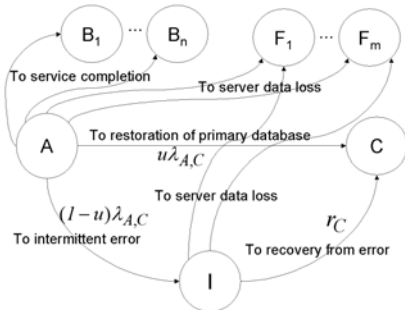 B1 ... Bn F1 ... Fm
To service completion
To server data loss
A
To restoration of primary database
C
uλA,C
To server data loss
(1-u)λA,C
rC
To intermittent error
To recovery from error
I